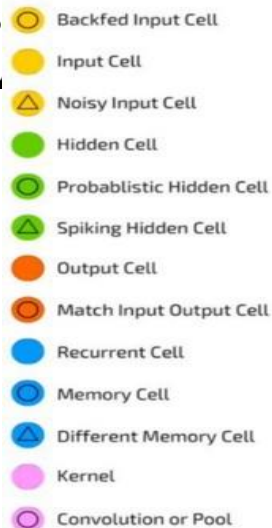 Backfed Input Cell
Input Cell
Noisy Input Cell
Hidden Cell
Probablistic Hidden Cell
Spiking Hidden Cell
Output Cell
Match Input Output Cell
Recurrent Cell
Memory Cell
Different Memory Cell
Kernel
Convolution or Pool